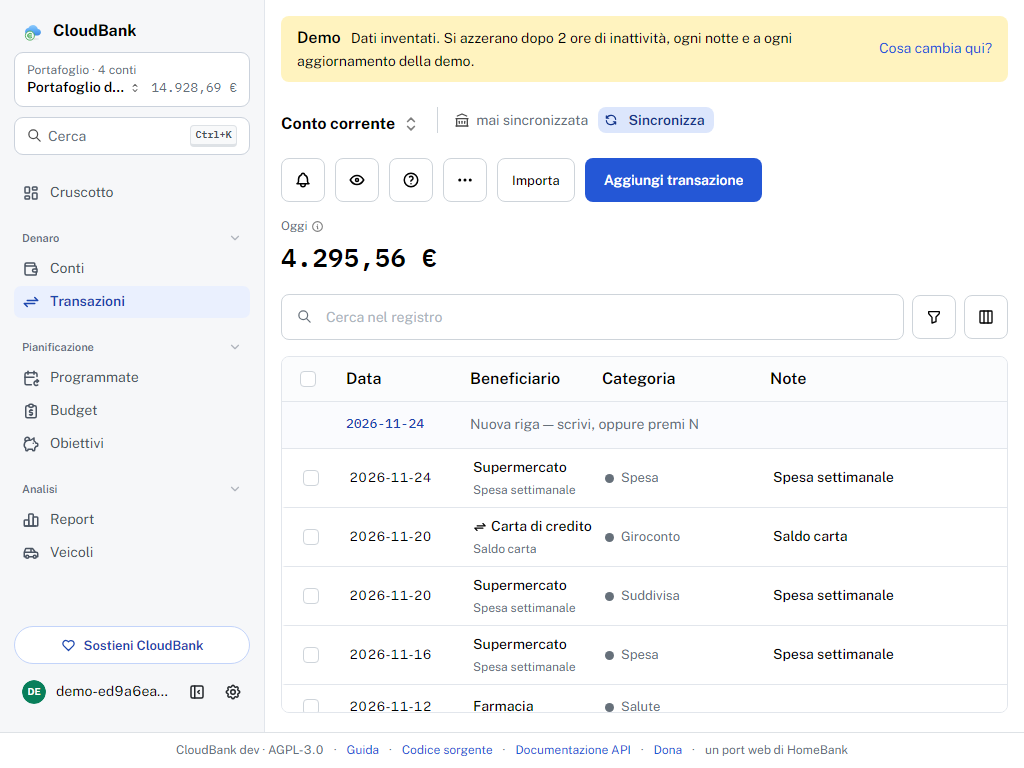 CloudBank
Portafoglio · 4 conti
Portafoglio d... 14.928,69 €
Cerca Ctrl+K
Cruscotto
Denaro
Conti
Transazioni
Pianificazione
Programmate
Budget
Obiettivi
Analisi
Report
Veicoli
Sostieni CloudBank
DE demo-ed9a6ea...
Demo Dati inventati. Si azzerano dopo 2 ore di inattività, ogni notte e a ogni
aggiornamento della demo.
Cosa cambia qui?
Conto corrente mai sincronizzata Sincronizza
Importa Aggiungi transazione
Oggi
4.295,56 €
Cerca nel registro
Data Beneficiario Categoria Note
2026-11-24 Nuova riga — scrivi, oppure premi N
2026-11-24 Supermercato Spesa settimanale Spesa Spesa settimanale
2026-11-20 Carta di credito Saldo carta Giroconto Saldo carta
2026-11-20 Supermercato Spesa settimanale Suddivisa Spesa settimanale
2026-11-16 Supermercato Spesa settimanale Spesa Spesa settimanale
2026-11-12 Farmacia Salute
CloudBank dev · AGPL-3.0 · Guida · Codice sorgente · Documentazione API · Dona · un port web di HomeBank